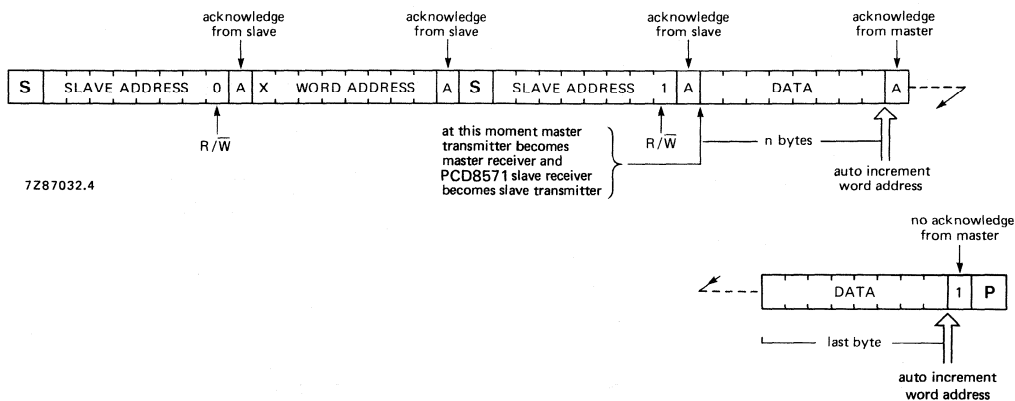 acknowledge
from slave
acknowledge
from slave
acknowledge
from slave
acknowledge
from master
S SLAVE ADDRESS 0 A X WORD ADDRESS A S SLAVE ADDRESS 1 A DATA A
R/W̅
at this moment master
transmitter becomes
master receiver and
PCD8571 slave receiver
becomes slave transmitter
R/W̅
n bytes
auto increment
word address
7Z87032.4
no acknowledge
from master
DATA 1 P
last byte
auto increment
word address